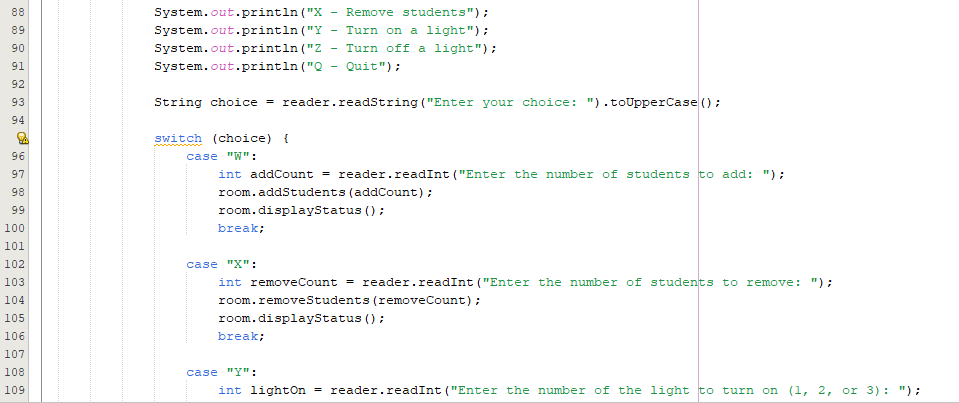 88 System.out.println("X - Remove students");
89 System.out.println("Y - Turn on a light");
90 System.out.println("Z - Turn off a light");
91 System.out.println("Q - Quit");
92
93 String choice = reader.readString("Enter your choice: ").toUpperCase();
94
switch (choice) {
96 case "W":
97 int addCount = reader.readInt("Enter the number of students to add: ");
98 room.addStudents(addCount);
99 room.displayStatus();
100 break;
101
102 case "X":
103 int removeCount = reader.readInt("Enter the number of students to remove: ");
104 room.removeStudents(removeCount);
105 room.displayStatus();
106 break;
107
108 case "Y":
109 int lightOn = reader.readInt("Enter the number of the light to turn on (1, 2, or 3): ");